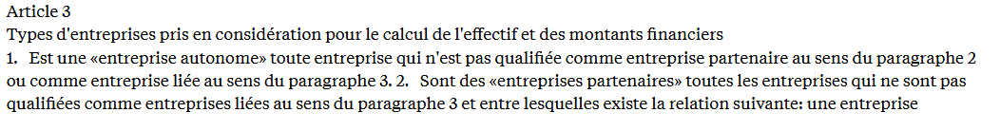 Article 3
Types d'entreprises pris en considération pour le calcul de l'effectif et des montants financiers
1.   Est une «entreprise autonome» toute entreprise qui n'est pas qualifiée comme entreprise partenaire au sens du paragraphe 2
ou comme entreprise liée au sens du paragraphe 3. 2.   Sont des «entreprises partenaires» toutes les entreprises qui ne sont pas
qualifiées comme entreprises liées au sens du paragraphe 3 et entre lesquelles existe la relation suivante: une entreprise